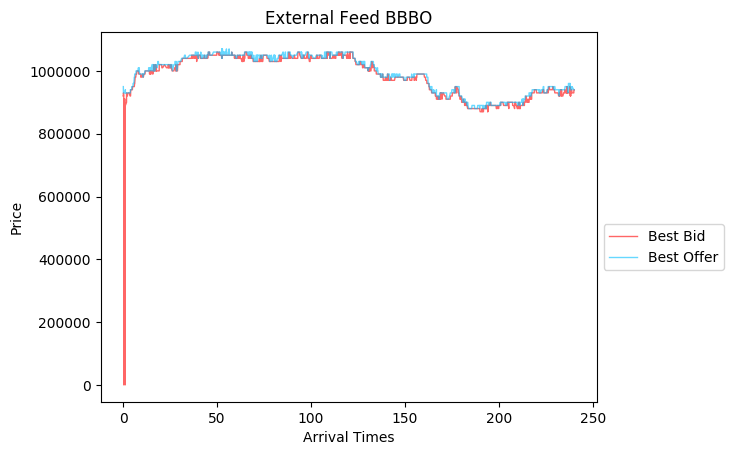 External Feed BBBO
1000000
800000
600000
400000
200000
0
Price
0 50 100 150 200 250
Arrival Times
Best Bid
Best Offer